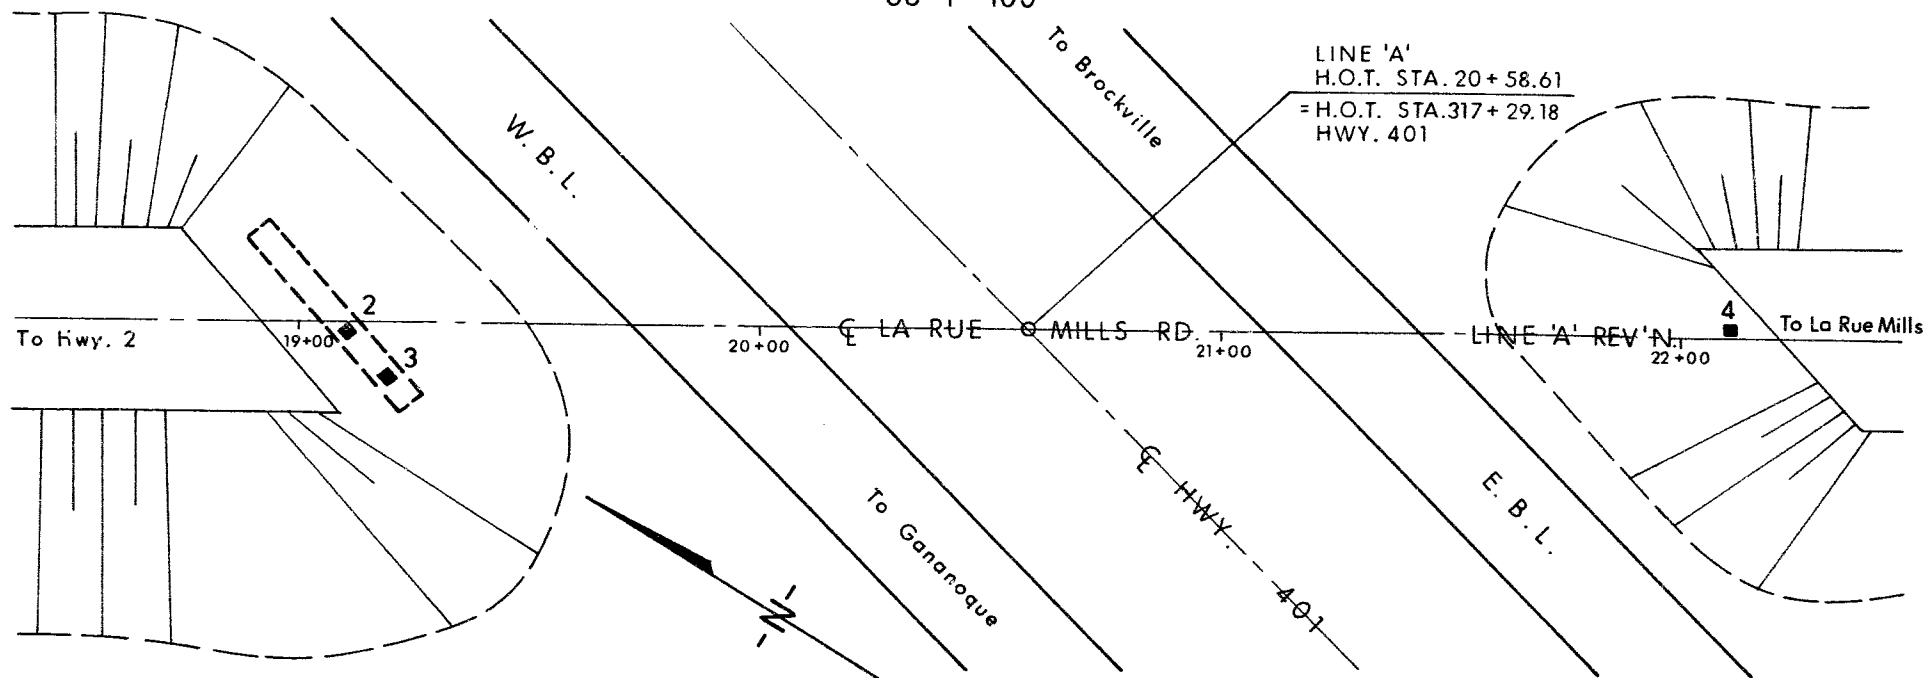 LINE 'A'
H.O.T. STA. 20+58.61
=H.O.T. STA.317+29.18
HWY. 401
To Brockville
W. B. L.
2
3
4
To Hwy. 2
19+00
20+00
℄ LA RUE MILLS RD.
21+00
LINE 'A' REV'N.
22+00
To La Rue Mills
℄ HWY. 401
E. B. L.
To Gananoque
N